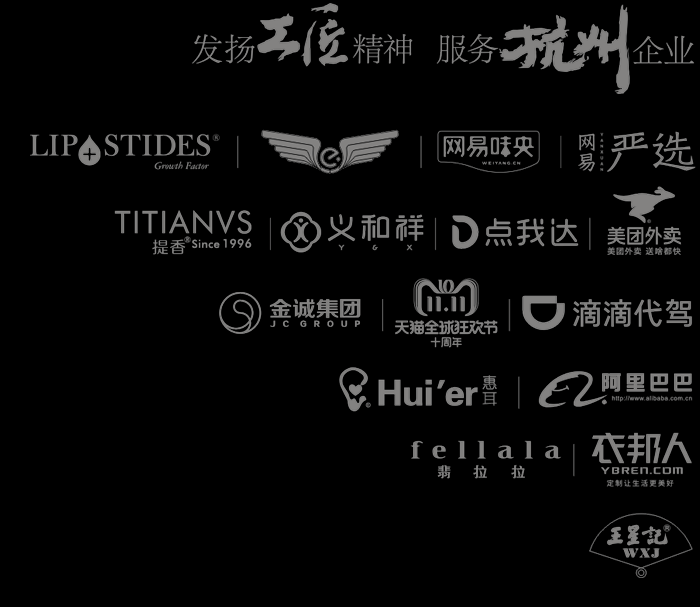 发扬工匠精神 服务杭州企业
LIPOSTIDES®
Growth Factor
e
网易味央
WEIYANG.CN
网易严选
TITIANVS
提香® Since 1996
义和祥
Y G X
点我达
美团外卖
美团外卖 送啥都快
金诚集团
JC GROUP
11.11
天猫全球狂欢节
十周年
滴滴代驾
Hui'er 惠耳
阿里巴巴
http://www.alibaba.com.cn
fellala
翡拉拉
衣邦人
YBREN.COM
定制让生活更美好
王星記®
WXJ